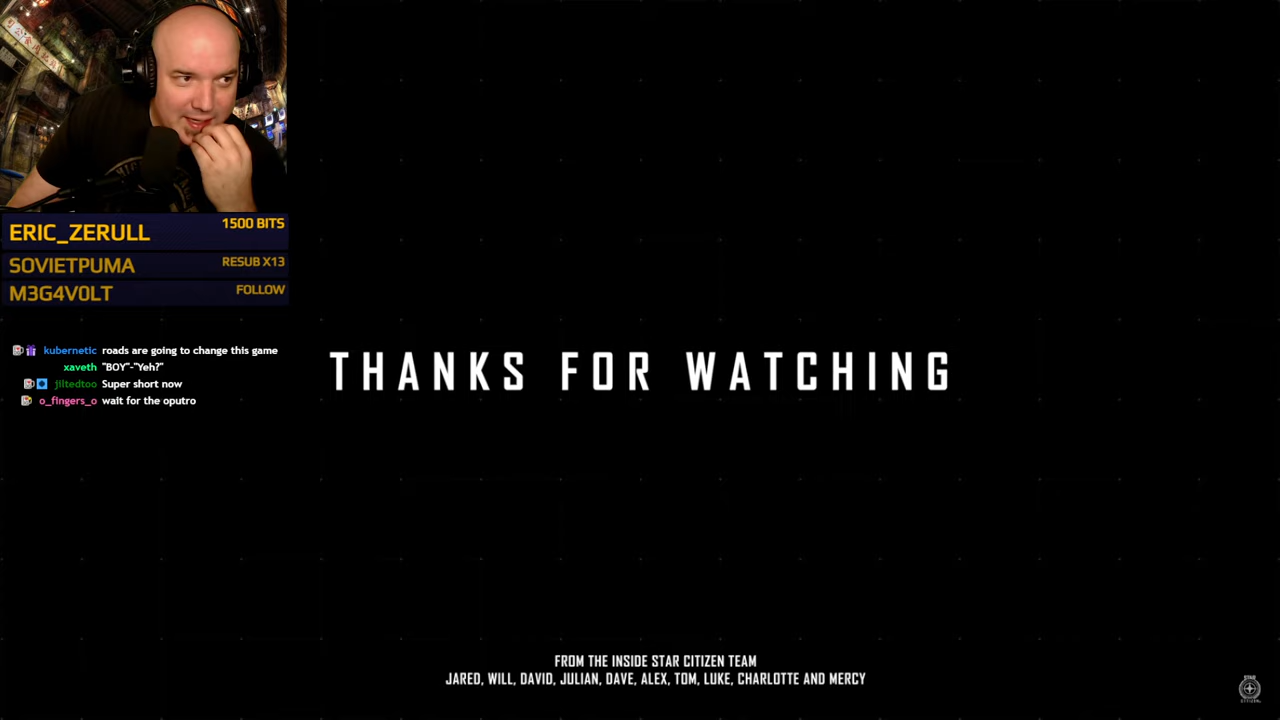 ERIC_ZERULL 1500 BITS
SOVIETPUMA RESUB X13
M3G4V0LT FOLLOW
kubernetic roads are going to change this game
xaveth "BOY"-"Yeh?"
jiltedtoo Super short now
o_fingers_o wait for the oputro
THANKS FOR WATCHING
FROM THE INSIDE STAR CITIZEN TEAM
JARED, WILL, DAVID, JULIAN, DAVE, ALEX, TOM, LUKE, CHARLOTTE AND MERCY
STAR
CITIZEN